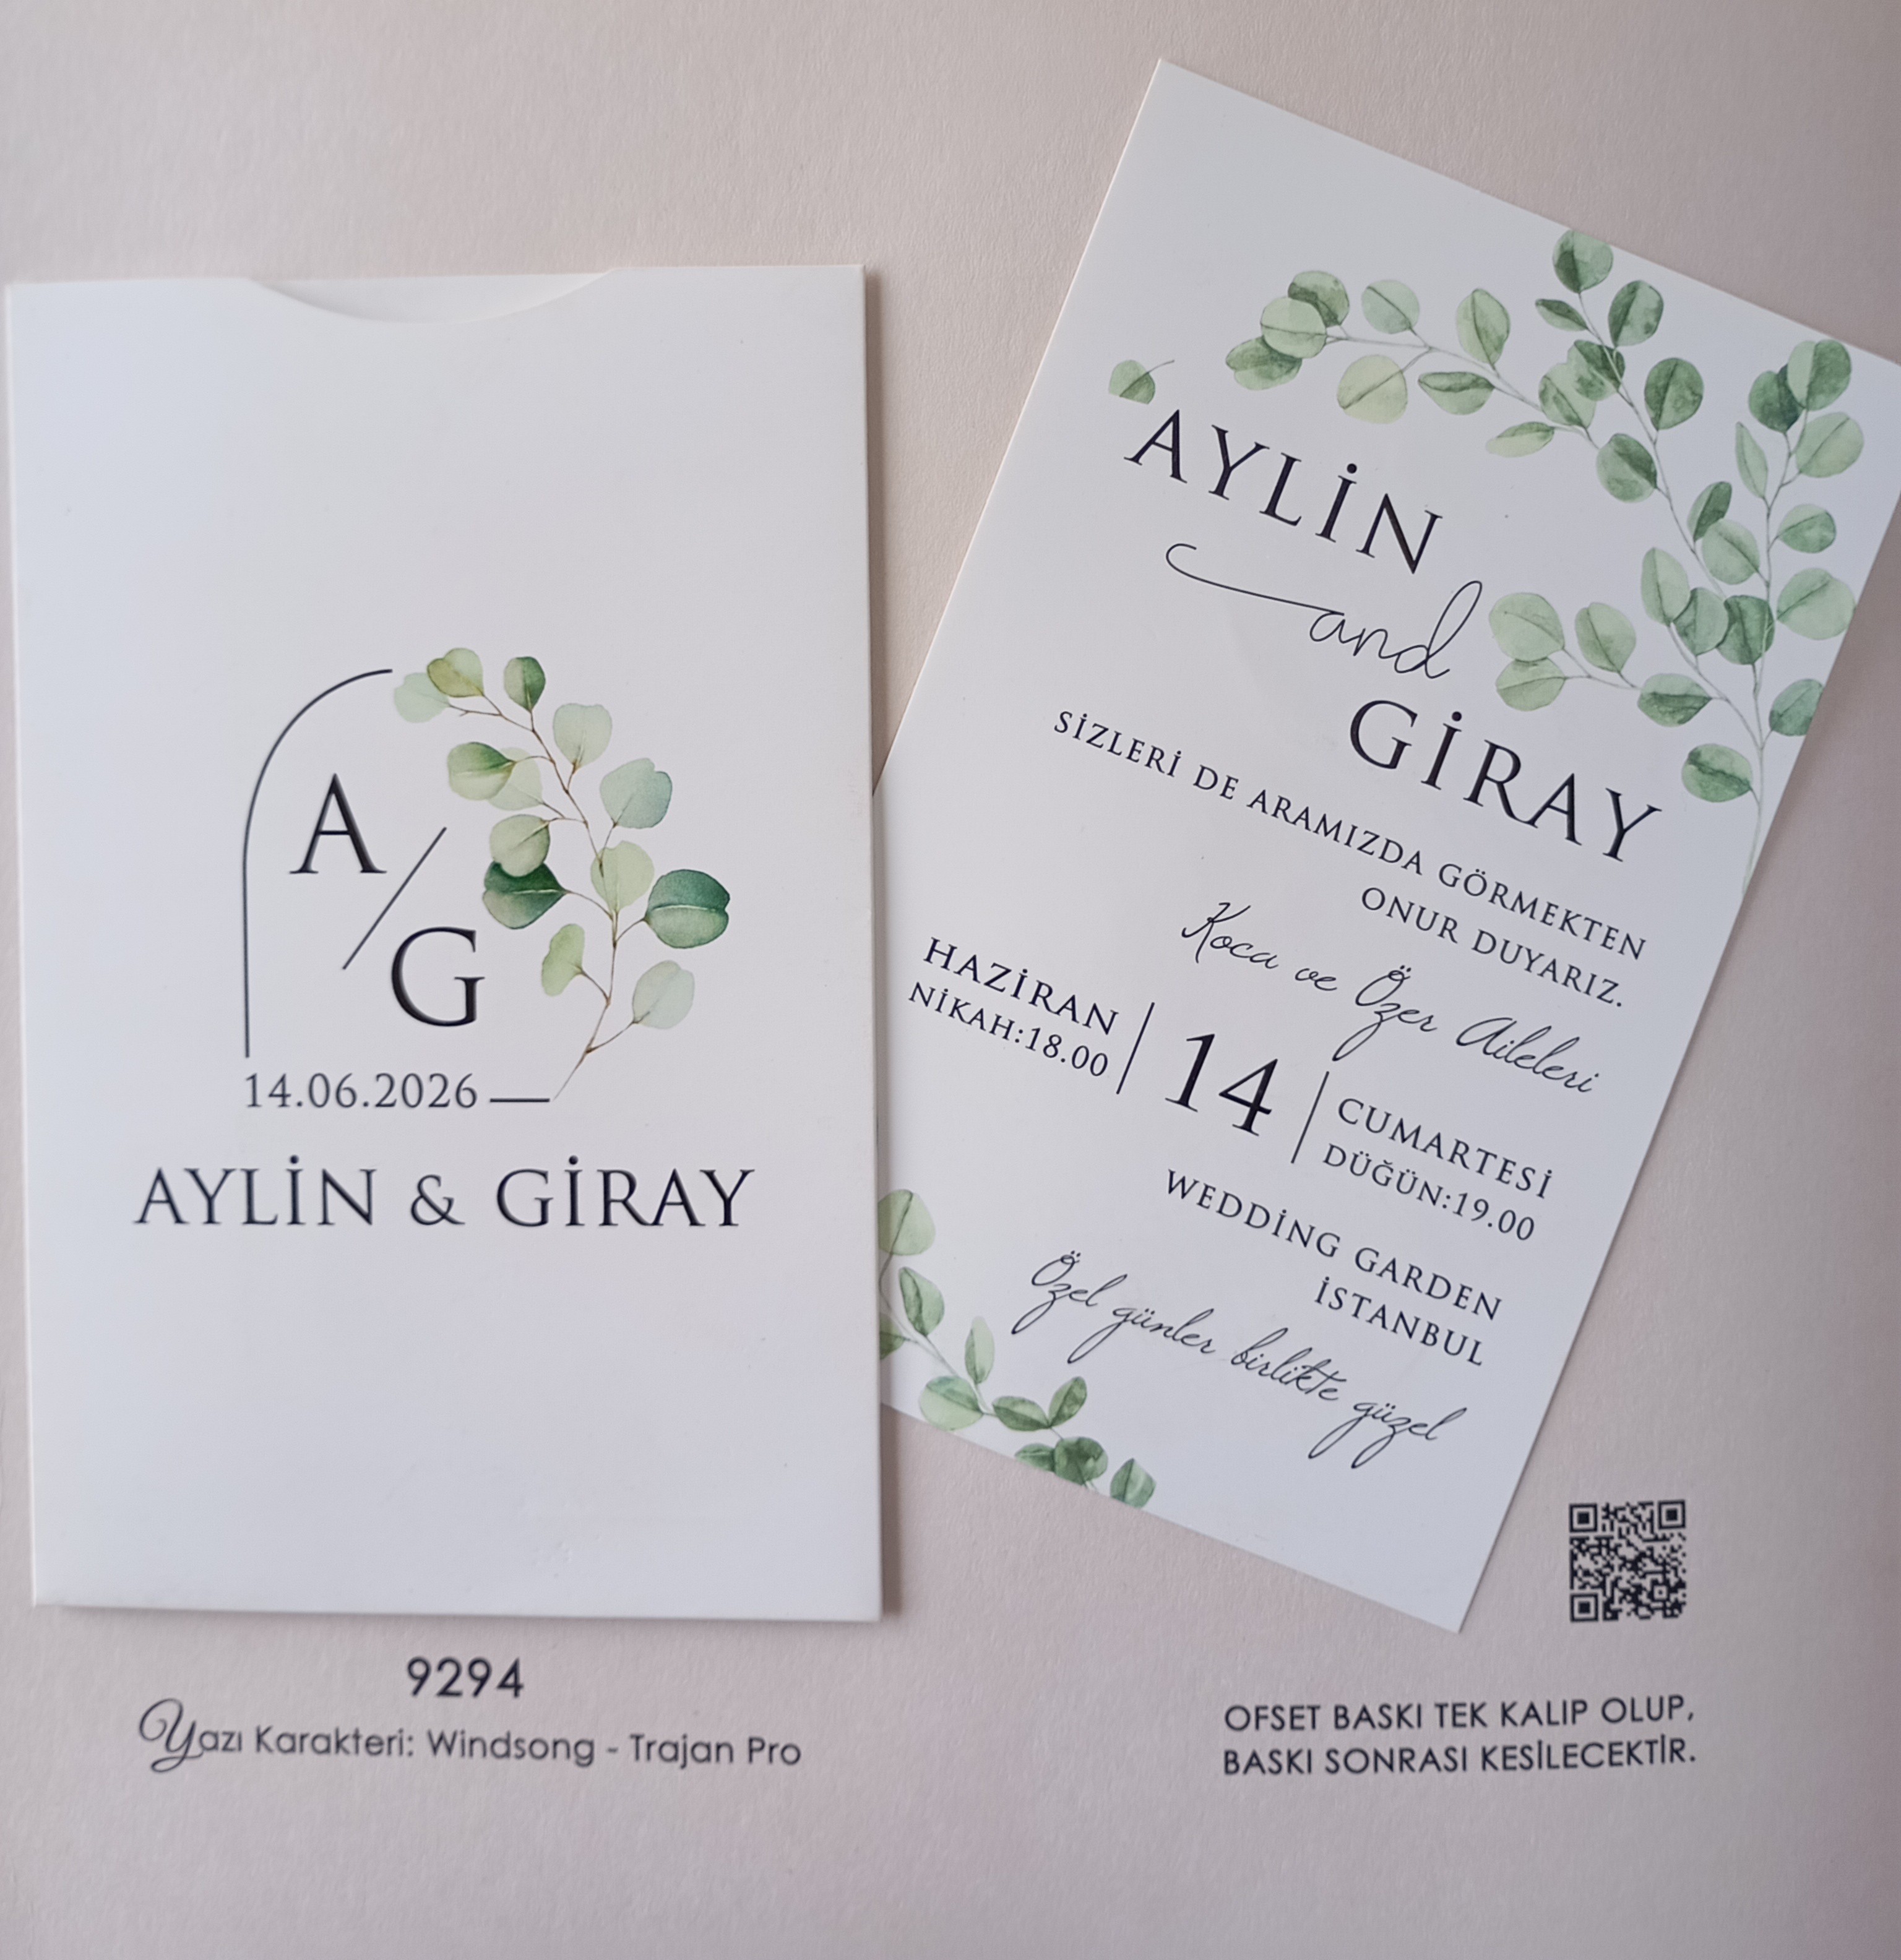 A
G
14.06.2026
AYLİN & GİRAY
AYLİN
and
GİRAY
SİZLERİ DE ARAMIZDA GÖRMEKTEN
ONUR DUYARIZ.
Koca ve Özer Aileleri
HAZİRAN
NİKAH:18.00
14
CUMARTESİ
DÜĞÜN:19.00
WEDDİNG GARDEN
İSTANBUL
Özel günler birlikte güzel
9294
Yazı Karakteri: Windsong - Trajan Pro
OFSET BASKI TEK KALIP OLUP,
BASKI SONRASI KESİLECEKTİR.